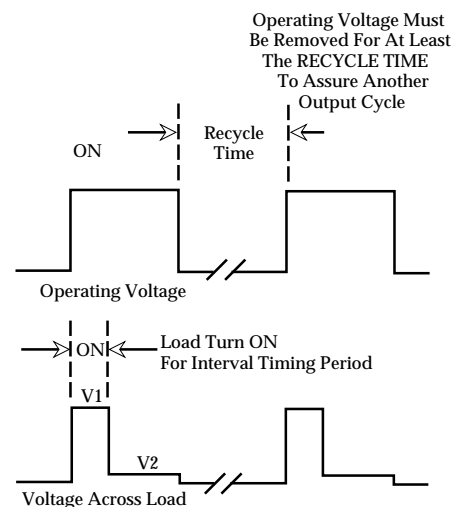 Operating Voltage Must
Be Removed For At Least
The RECYCLE TIME
To Assure Another
Output Cycle
ON
Recycle
Time
Operating Voltage
ON
Load Turn ON
For Interval Timing Period
V1
V2
Voltage Across Load